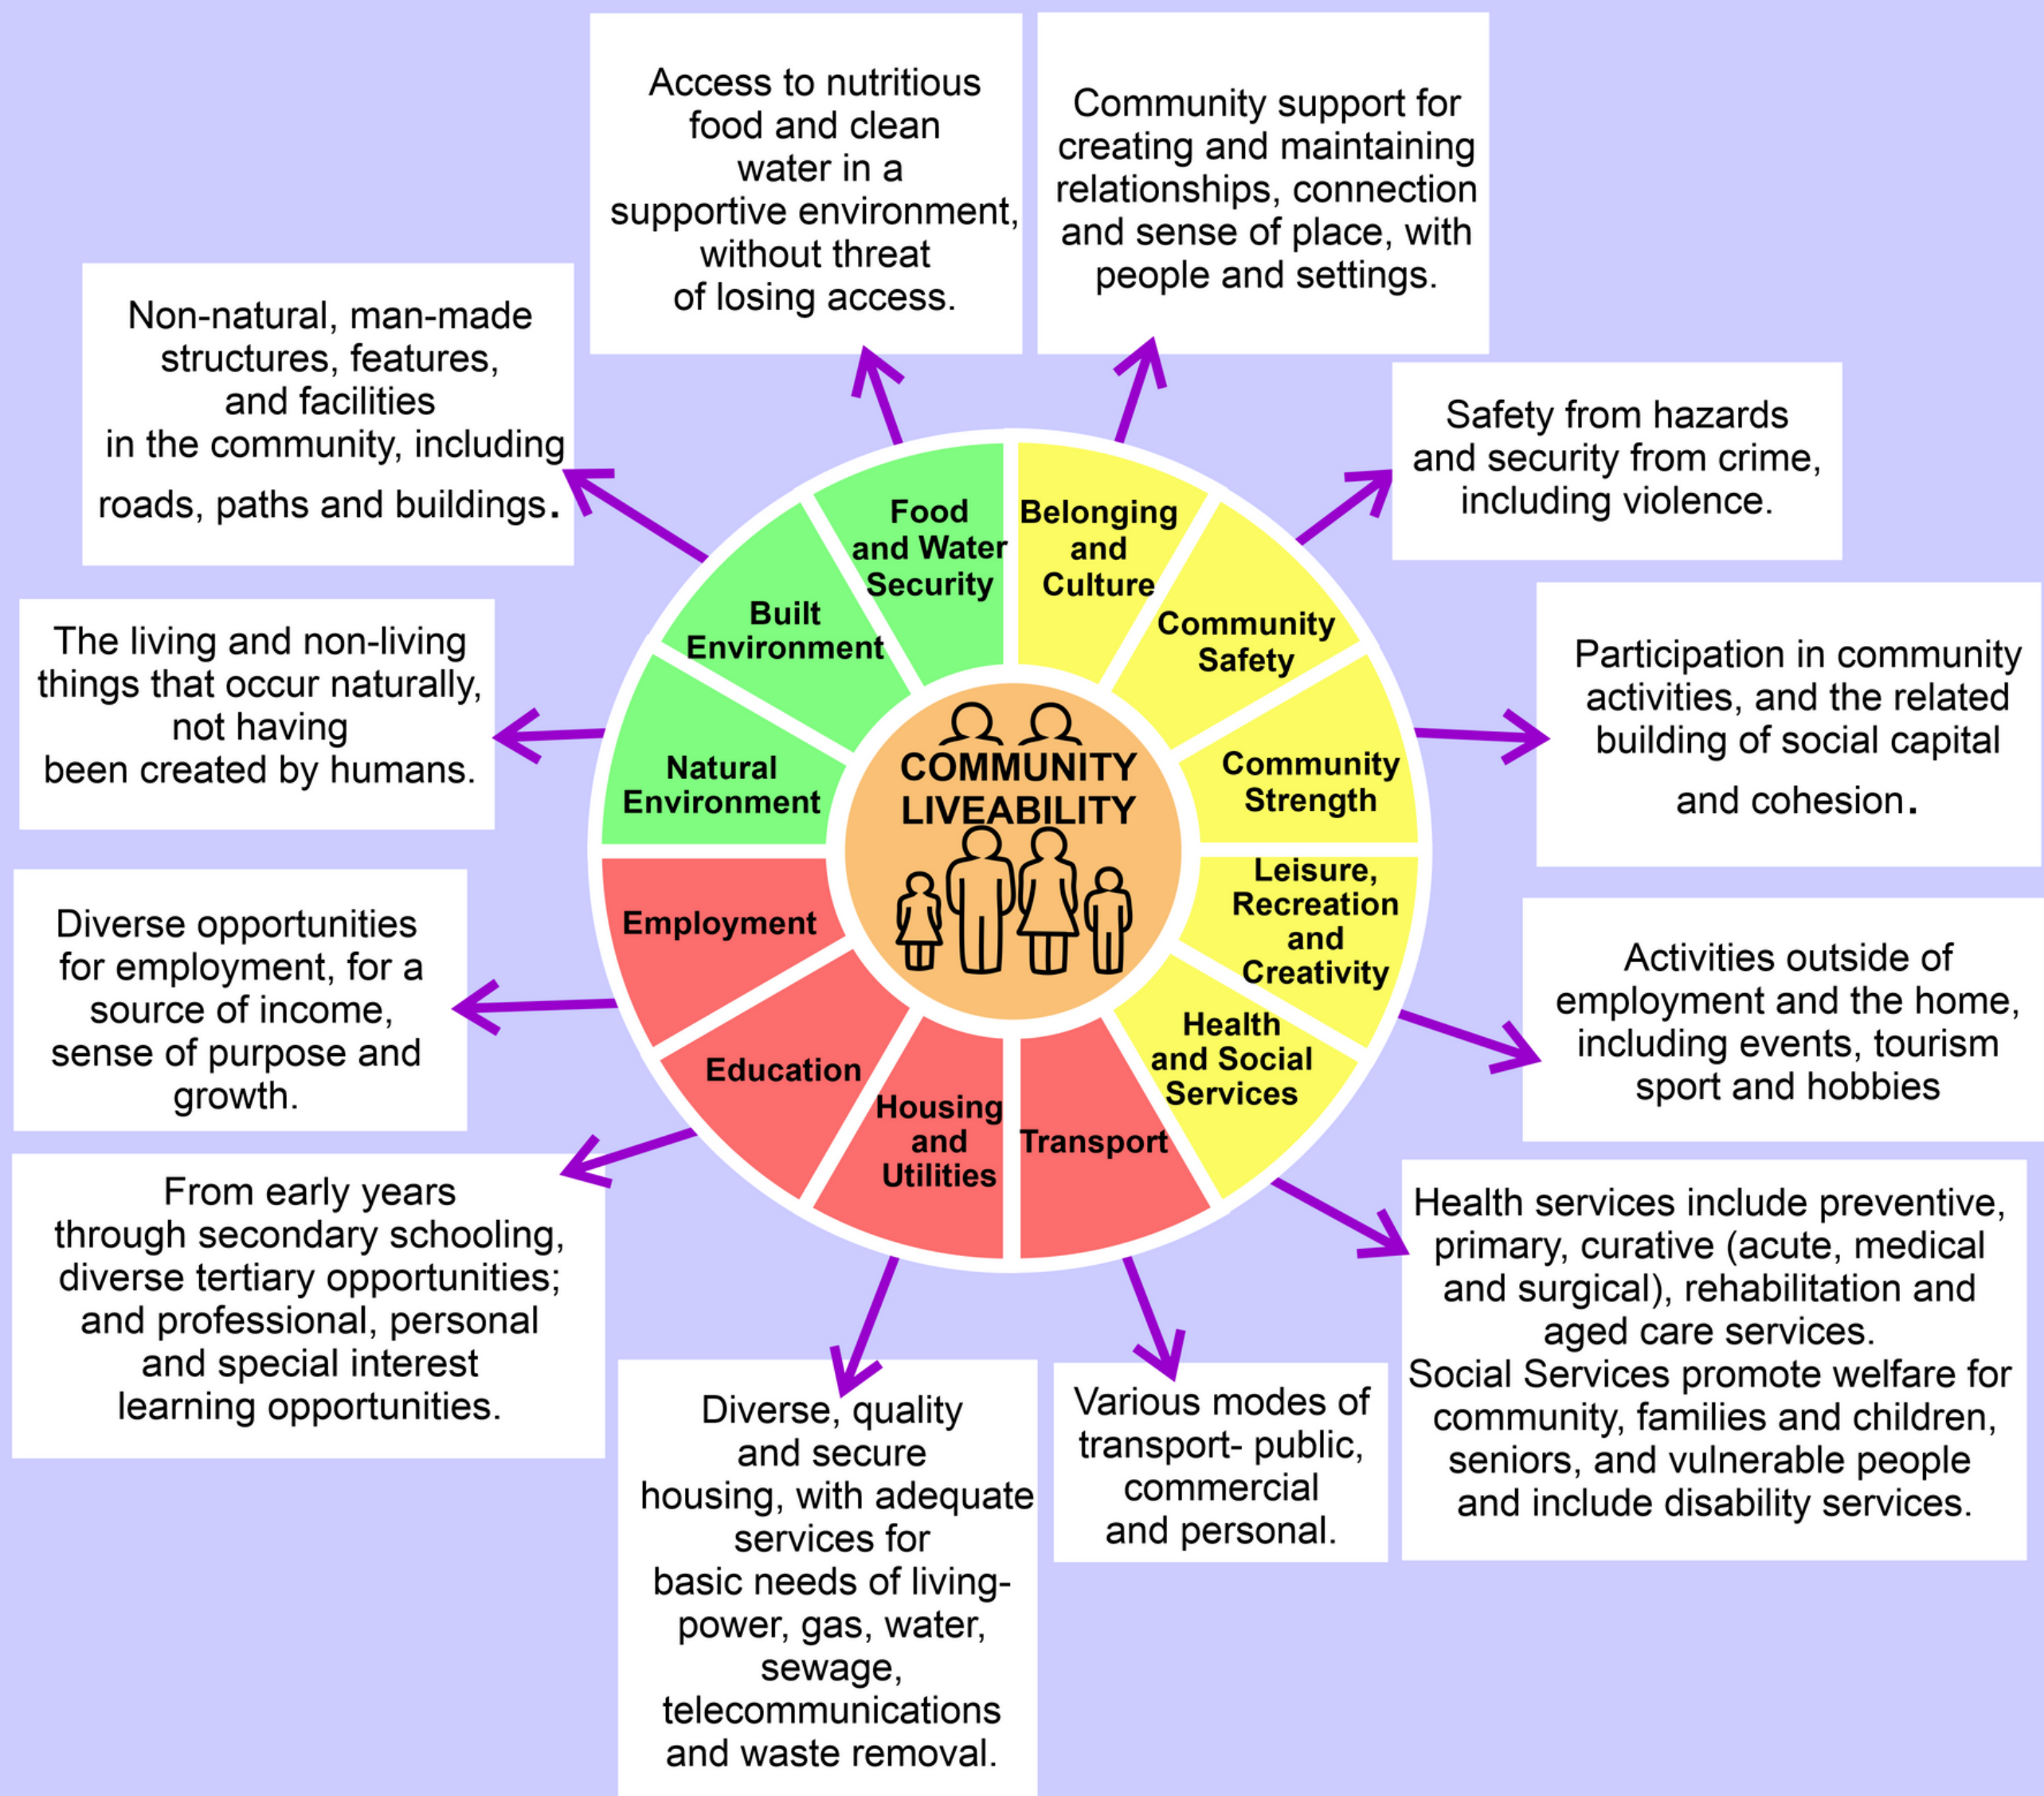 Access to nutritious
food and clean
water in a
supportive environment,
without threat
of losing access.
Community support for
creating and maintaining
relationships, connection
and sense of place, with
people and settings.
Non-natural, man-made
structures, features,
and facilities
in the community, including
roads, paths and buildings.
Safety from hazards
and security from crime,
including violence.
The living and non-living
things that occur naturally,
not having
been created by humans.
Participation in community
activities, and the related
building of social capital
and cohesion.
Diverse opportunities
for employment, for a
source of income,
sense of purpose and
growth.
Activities outside of
employment and the home,
including events, tourism
sport and hobbies
From early years
through secondary schooling,
diverse tertiary opportunities;
and professional, personal
and special interest
learning opportunities.
Health services include preventive,
primary, curative (acute, medical
and surgical), rehabilitation and
aged care services.
Social Services promote welfare for
community, families and children,
seniors, and vulnerable people
and include disability services.
Diverse, quality
and secure
housing, with adequate
services for
basic needs of living-
power, gas, water,
sewage,
telecommunications
and waste removal.
Various modes of
transport- public,
commercial
and personal.
Food
and Water
Security
Belonging
and
Culture
Built
Environment
Community
Safety
Natural
Environment
Community
Strength
Employment
Leisure,
Recreation
and
Creativity
Education
Health
and Social
Services
Housing
and
Utilities
Transport
COMMUNITY
LIVEABILITY